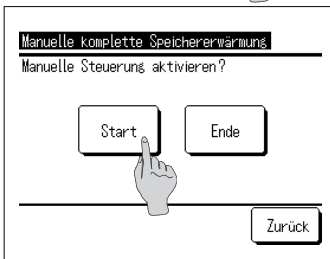 Manuelle komplette Speichererwärmung
Manuelle Steuerung aktivieren?
Start
Ende
Zurück